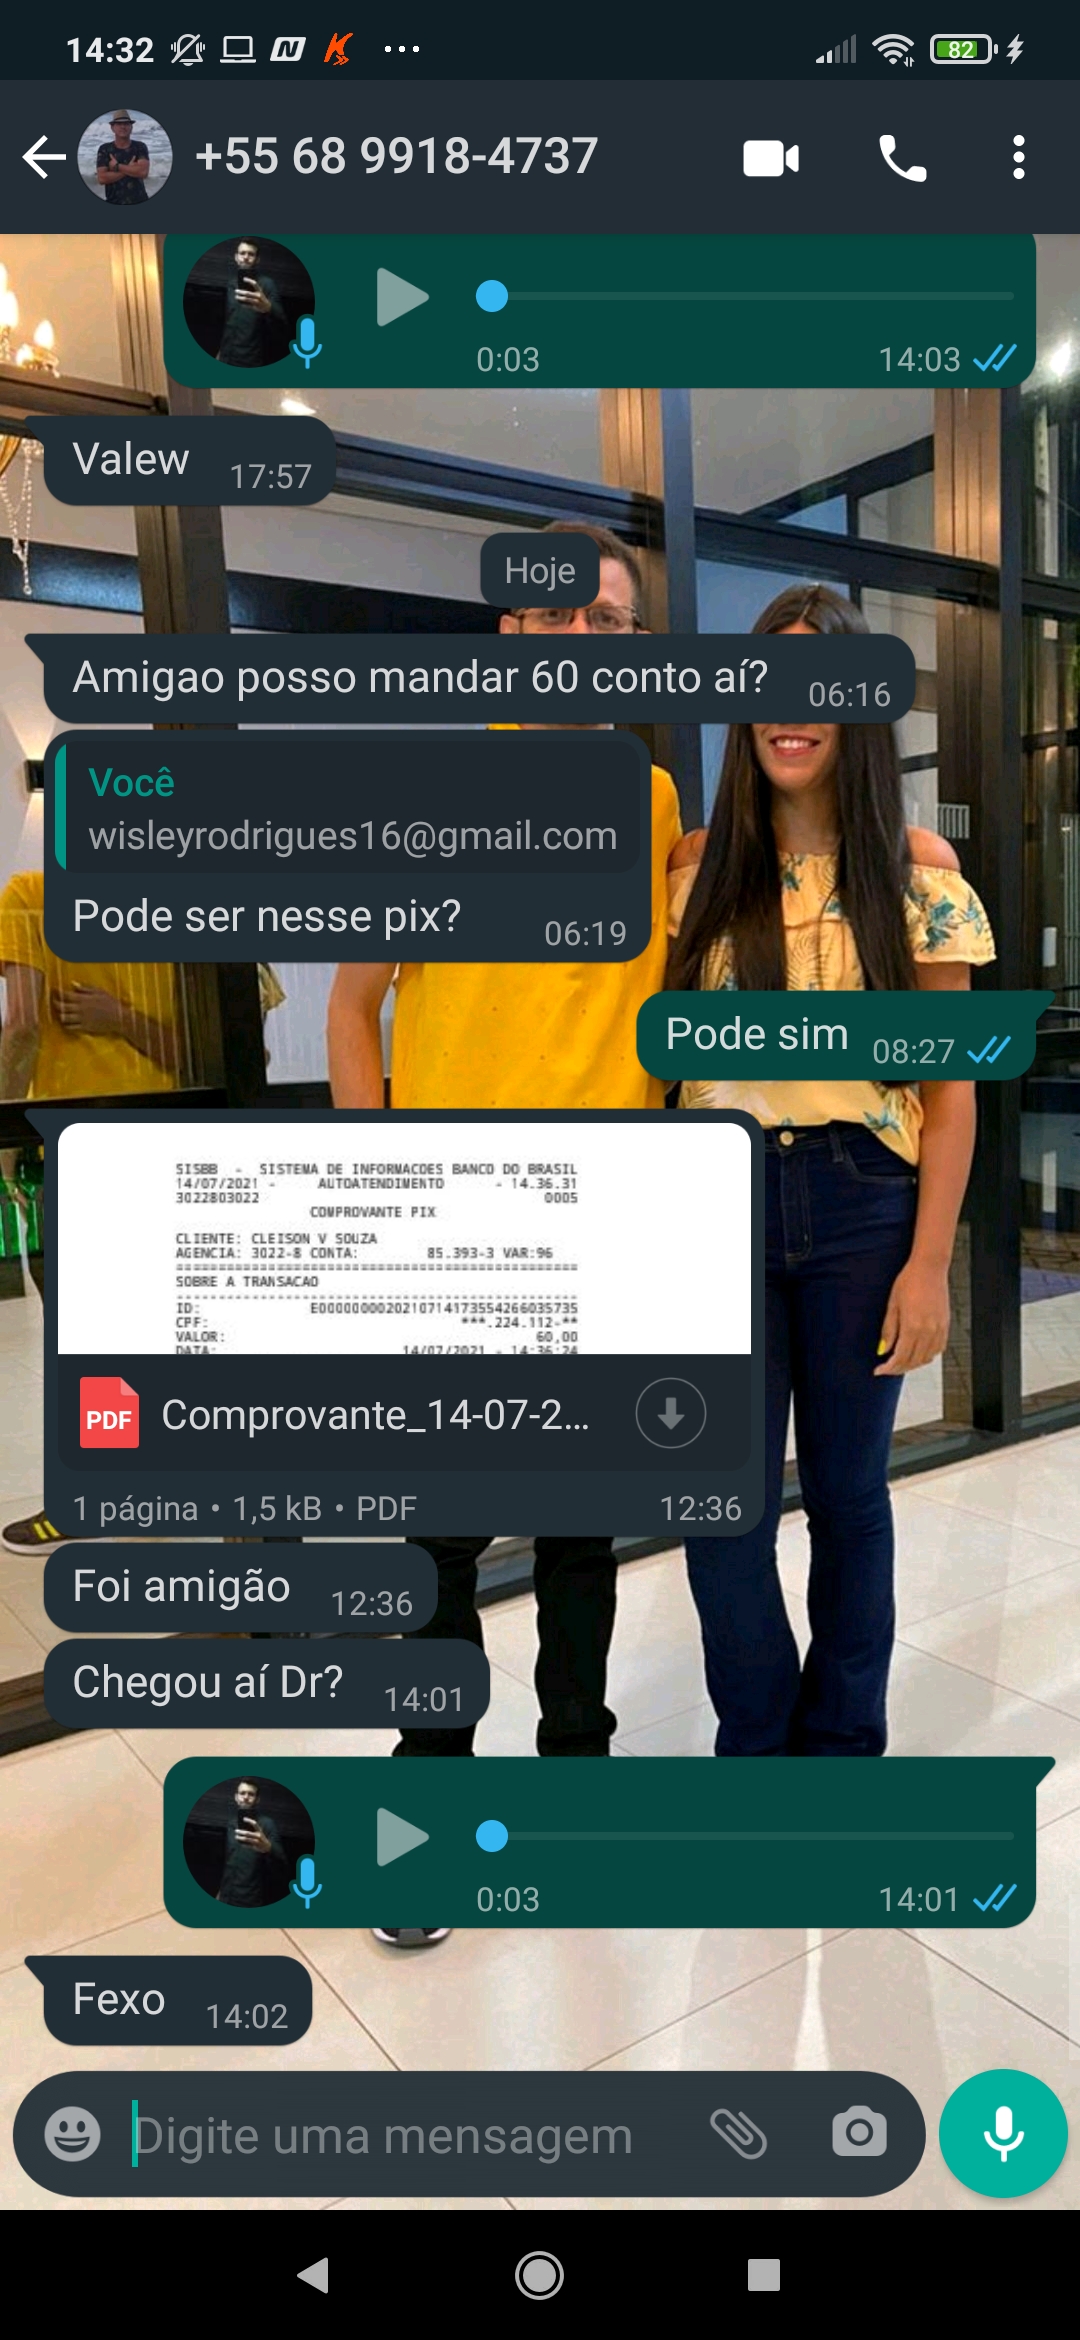 14:32
82
+55 68 9918-4737
0:03 14:03
Valew 17:57
Hoje
Amigao posso mandar 60 conto aí? 06:16
Você
wisleyrodrigues16@gmail.com
Pode ser nesse pix? 06:19
Pode sim 08:27
SISBB - SISTEMA DE INFORMACOES BANCO DO BRASIL
14/07/2021 - AUTOATENDIMENTO - 14.36.31
3022803022 0005
COMPROVANTE PIX
CLIENTE: CLEISON V SOUZA
AGENCIA: 3022-8 CONTA: 85.393-3 VAR:96
SOBRE A TRANSACAO
ID: E0000000020210714173554266035735
CPF: ***.224.112-**
VALOR: 60,00
DATA: 14/07/2021 - 14:36:24
PDF Comprovante_14-07-2...
1 página • 1,5 kB • PDF 12:36
Foi amigão 12:36
Chegou aí Dr? 14:01
0:03 14:01
Fexo 14:02
Digite uma mensagem